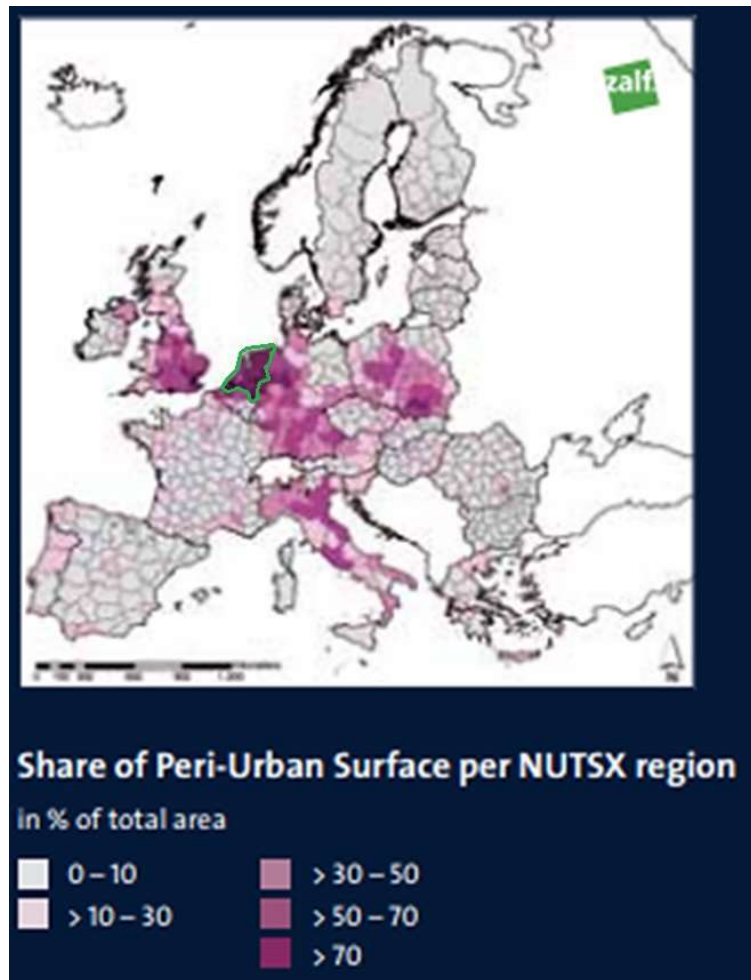 zalf.
Share of Peri-Urban Surface per NUTSX region
in % of total area
0 – 10
> 10 – 30
> 30 – 50
> 50 – 70
> 70